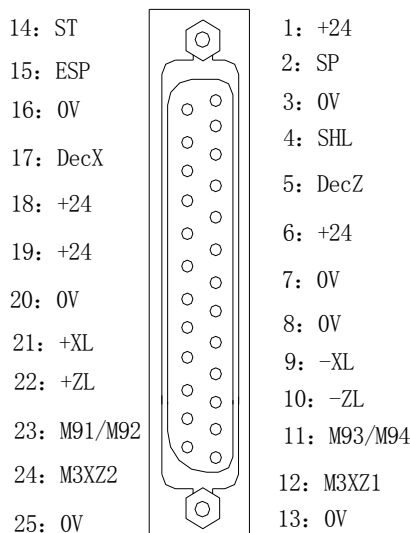 14: ST
15: ESP
16: 0V
17: DecX
18: +24
19: +24
20: 0V
21: +XL
22: +ZL
23: M91/M92
24: M3XZ2
25: 0V
1: +24
2: SP
3: 0V
4: SHL
5: DecZ
6: +24
7: 0V
8: 0V
9: -XL
10: -ZL
11: M93/M94
12: M3XZ1
13: 0V